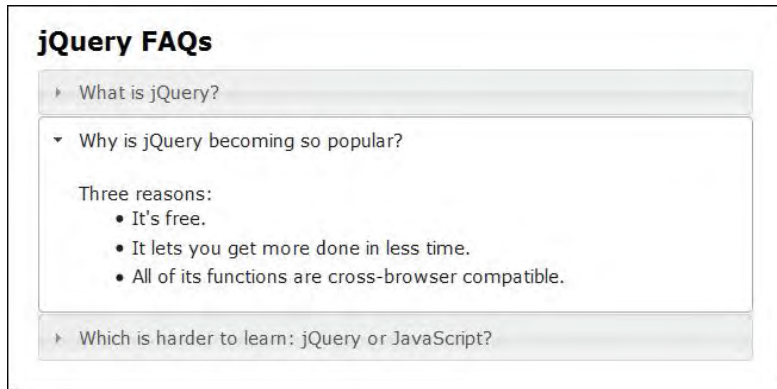 jQuery FAQs
What is jQuery?
Why is jQuery becoming so popular?
Three reasons:
• It's free.
• It lets you get more done in less time.
• All of its functions are cross-browser compatible.
Which is harder to learn: jQuery or JavaScript?